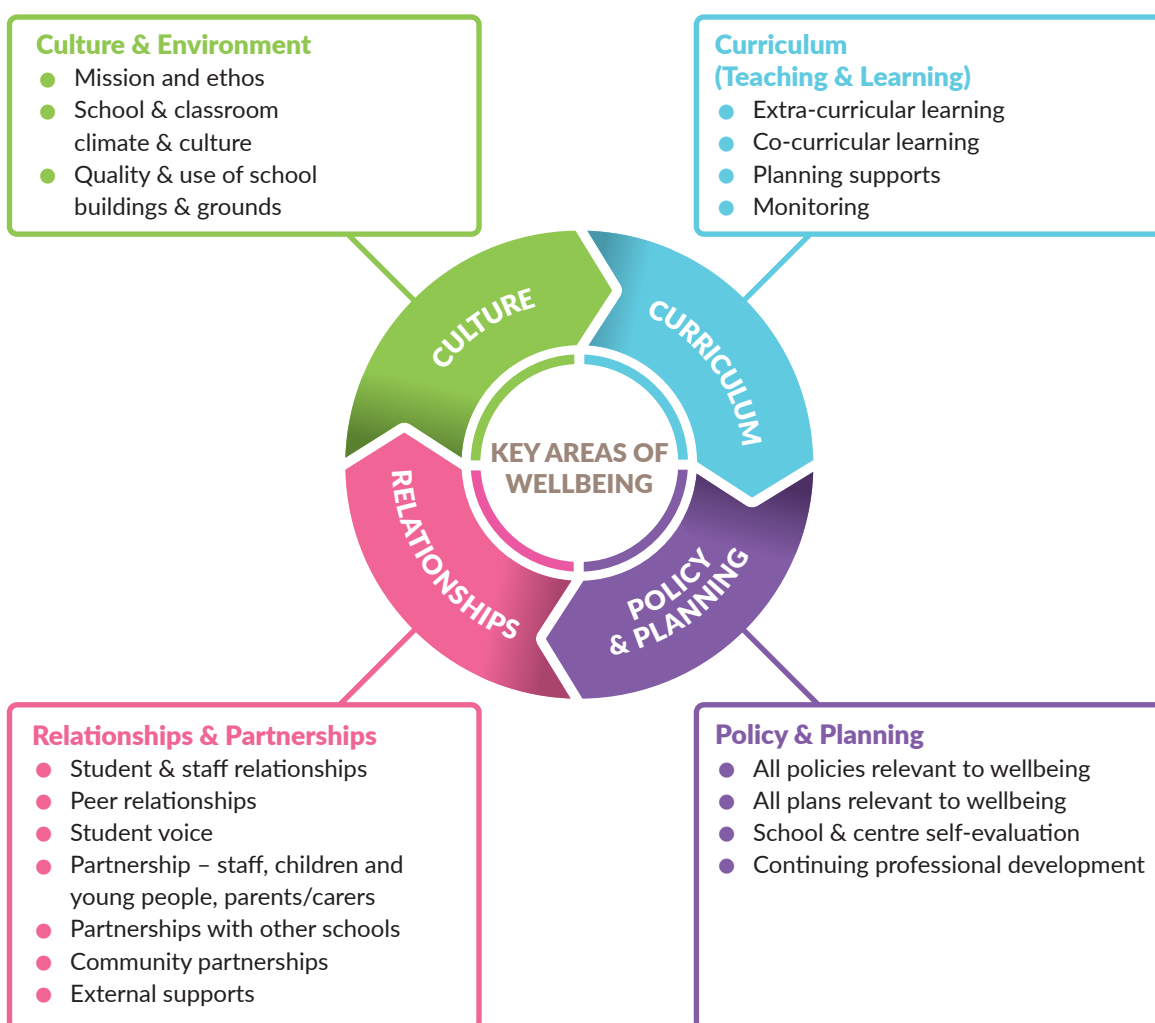 Culture & Environment
● Mission and ethos
● School & classroom
climate & culture
● Quality & use of school
buildings & grounds
Curriculum
(Teaching & Learning)
● Extra-curricular learning
● Co-curricular learning
● Planning supports
● Monitoring
CULTURE
CURRICULUM
KEY AREAS OF
WELLBEING
RELATIONSHIPS
POLICY
& PLANNING
Relationships & Partnerships
● Student & staff relationships
● Peer relationships
● Student voice
● Partnership – staff, children and
young people, parents/carers
● Partnerships with other schools
● Community partnerships
● External supports
Policy & Planning
● All policies relevant to wellbeing
● All plans relevant to wellbeing
● School & centre self-evaluation
● Continuing professional development